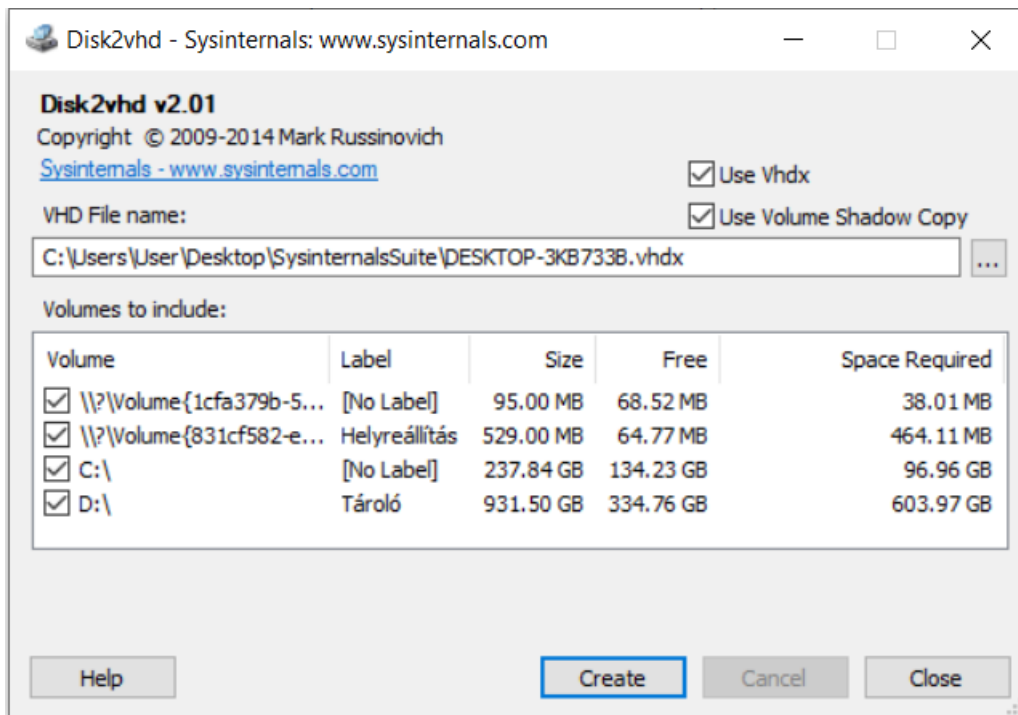 Disk2vhd - Sysinternals: www.sysinternals.com
Disk2vhd v2.01
Copyright © 2009-2014 Mark Russinovich
Sysinternals - www.sysinternals.com
Use Vhdx
VHD File name:
Use Volume Shadow Copy
C:\Users\User\Desktop\SysinternalsSuite\DESKTOP-3KB733B.vhdx
...
Volumes to include:
Volume Label Size Free Space Required
\\?\Volume{1cfa379b-5... [No Label] 95.00 MB 68.52 MB 38.01 MB
\\?\Volume{831cf582-e... Helyreállítás 529.00 MB 64.77 MB 464.11 MB
C:\ [No Label] 237.84 GB 134.23 GB 96.96 GB
D:\ Tároló 931.50 GB 334.76 GB 603.97 GB
Help Create Cancel Close